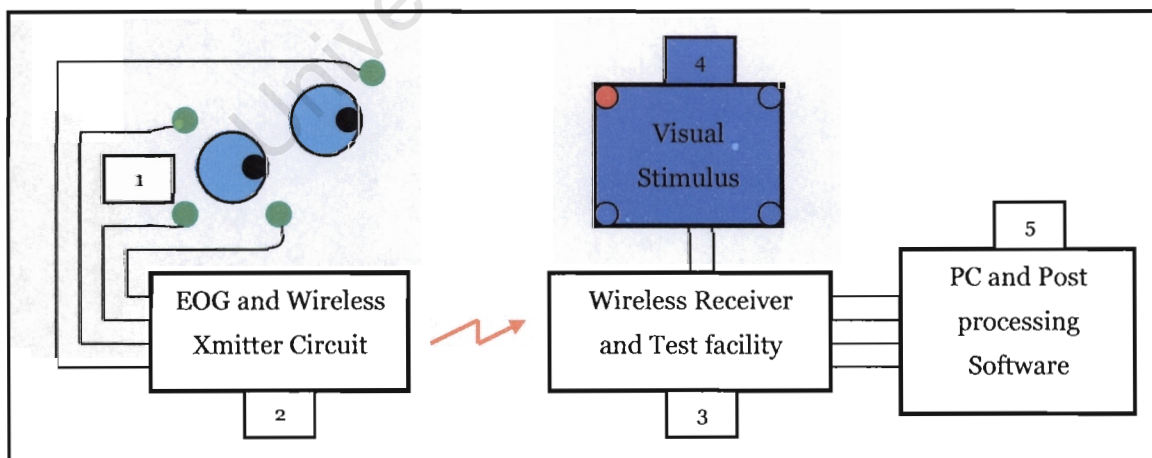 Unive
1
EOG and Wireless
Xmitter Circuit
2
4
Visual
Stimulus
Wireless Receiver
and Test facility
3
5
PC and Post
processing
Software